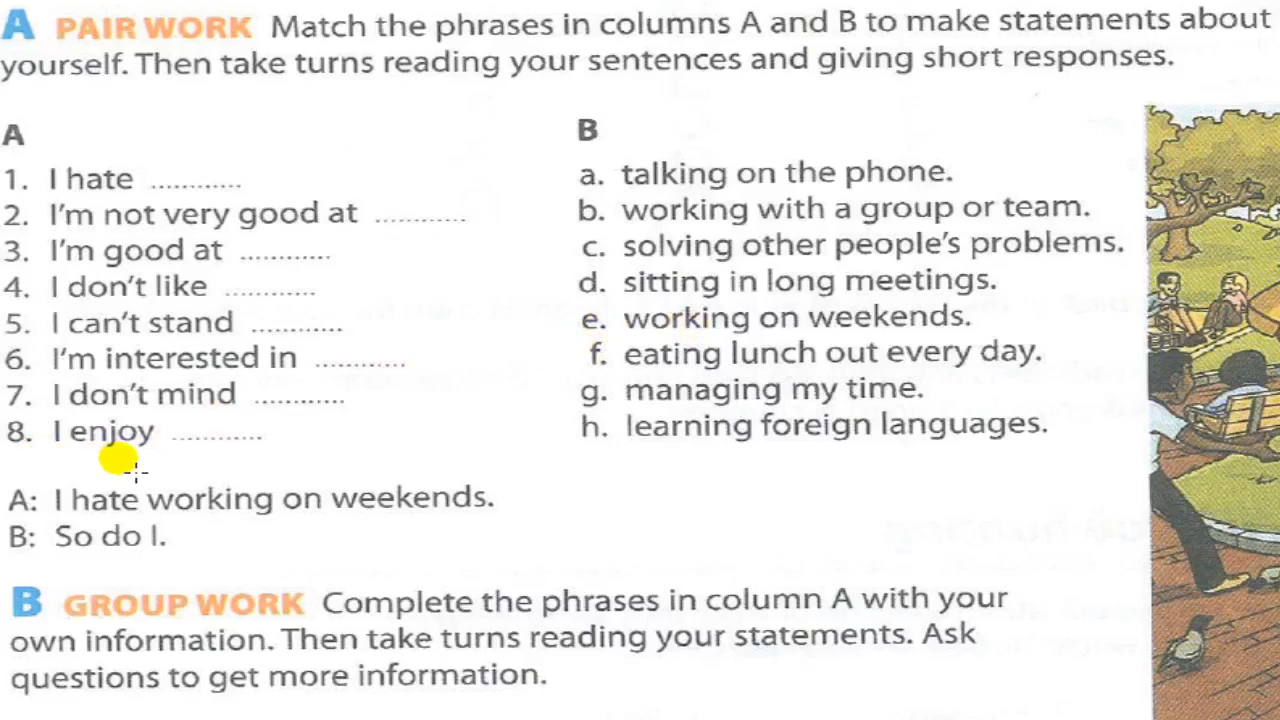 A PAIR WORK Match the phrases in columns A and B to make statements about
yourself. Then take turns reading your sentences and giving short responses.
A
1. I hate ............
2. I'm not very good at ............
3. I'm good at ............
4. I don't like ............
5. I can't stand ............
6. I'm interested in ............
7. I don't mind ............
8. I enjoy ............
B
a. talking on the phone.
b. working with a group or team.
c. solving other people's problems.
d. sitting in long meetings.
e. working on weekends.
f. eating lunch out every day.
g. managing my time.
h. learning foreign languages.
A: I hate working on weekends.
B: So do I.
B GROUP WORK Complete the phrases in column A with your
own information. Then take turns reading your statements. Ask
questions to get more information.